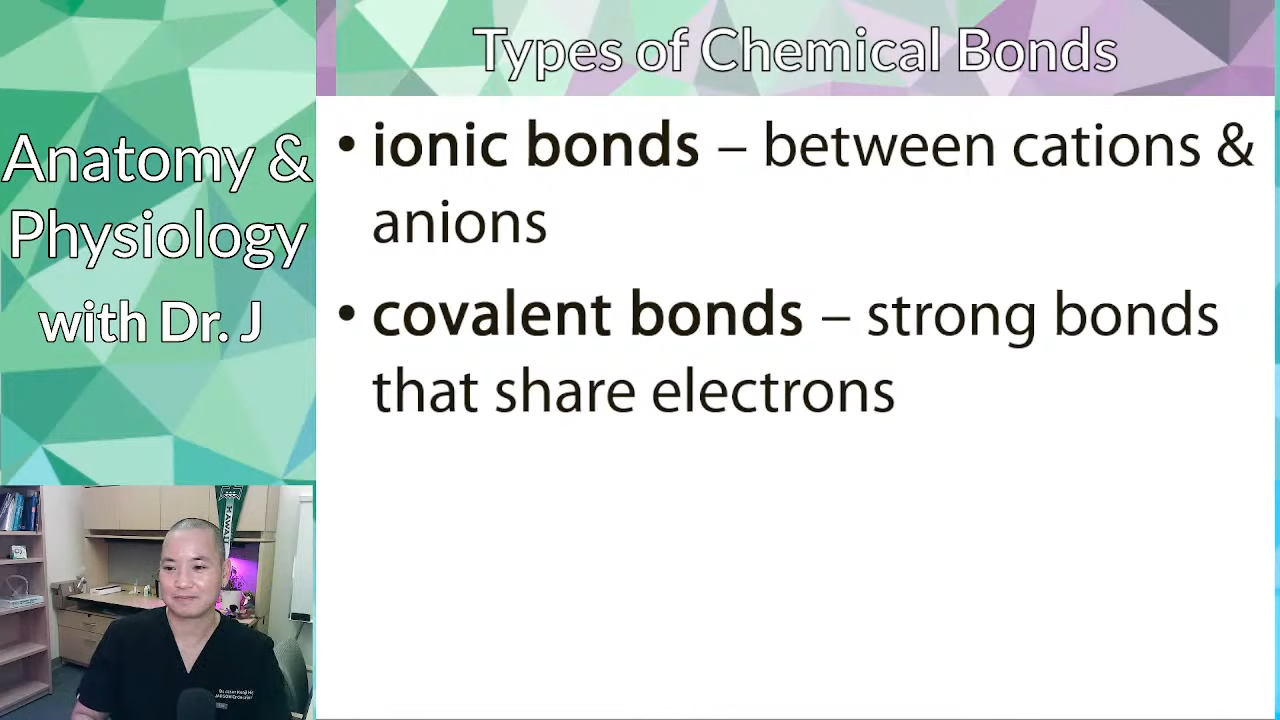 Types of Chemical Bonds
Anatomy &
Physiology
with Dr. J
• ionic bonds – between cations &
anions
• covalent bonds – strong bonds
that share electrons
HAWAII